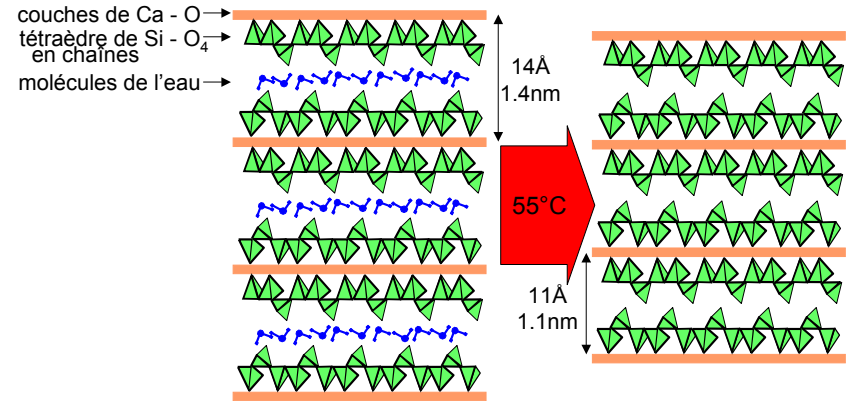 couches de Ca - O
tétraèdre de Si - O4
en chaînes
molécules de l'eau
14Å
1.4nm
55°C
11Å
1.1nm